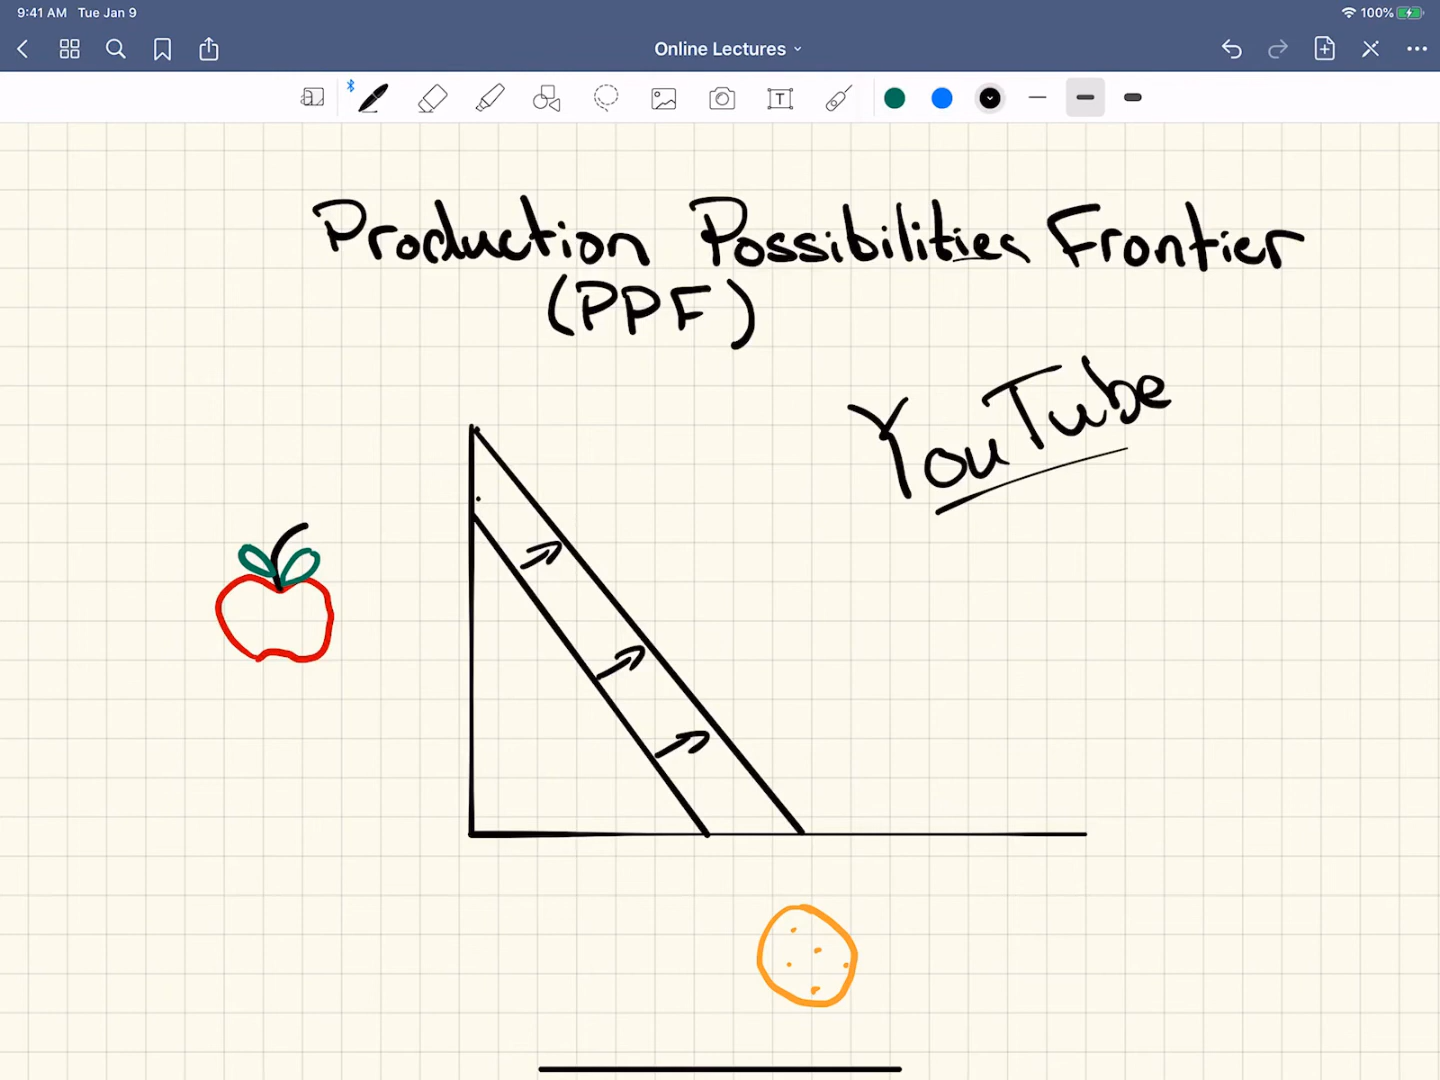 9:41 AM Tue Jan 9 100%
Online Lectures
Production Possibilities Frontier
(PPF)
YouTube